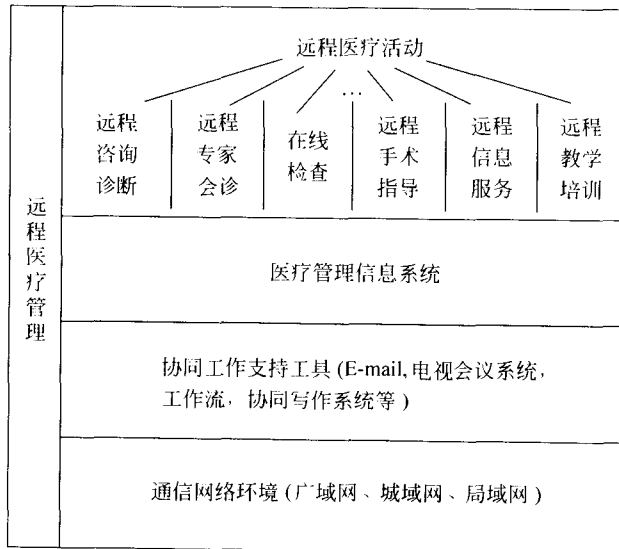 远程医疗管理
远程医疗活动
…
远程
咨询
诊断
远程
专家
会诊
在线
检查
远程
手术
指导
远程
信息
服务
远程
教学
培训
医疗管理信息系统
协同工作支持工具(E-mail,电视会议系统,
工作流,协同写作系统等)
通信网络环境(广域网、城域网、局域网)